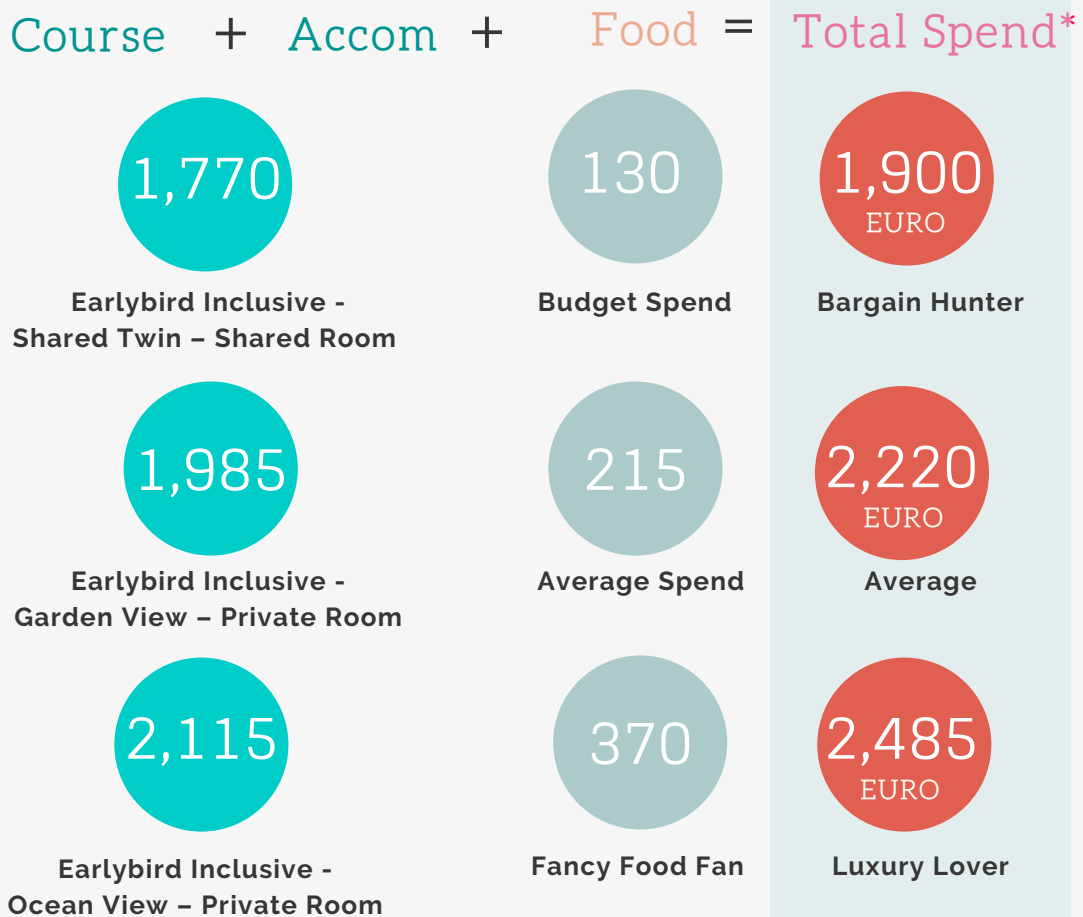 Course + Accom + Food = Total Spend*
1,770 130 1,900
EURO
Earlybird Inclusive - Budget Spend Bargain Hunter
Shared Twin – Shared Room
1,985 215 2,220
EURO
Earlybird Inclusive - Average Spend Average
Garden View – Private Room
2,115 370 2,485
EURO
Earlybird Inclusive - Fancy Food Fan Luxury Lover
Ocean View – Private Room